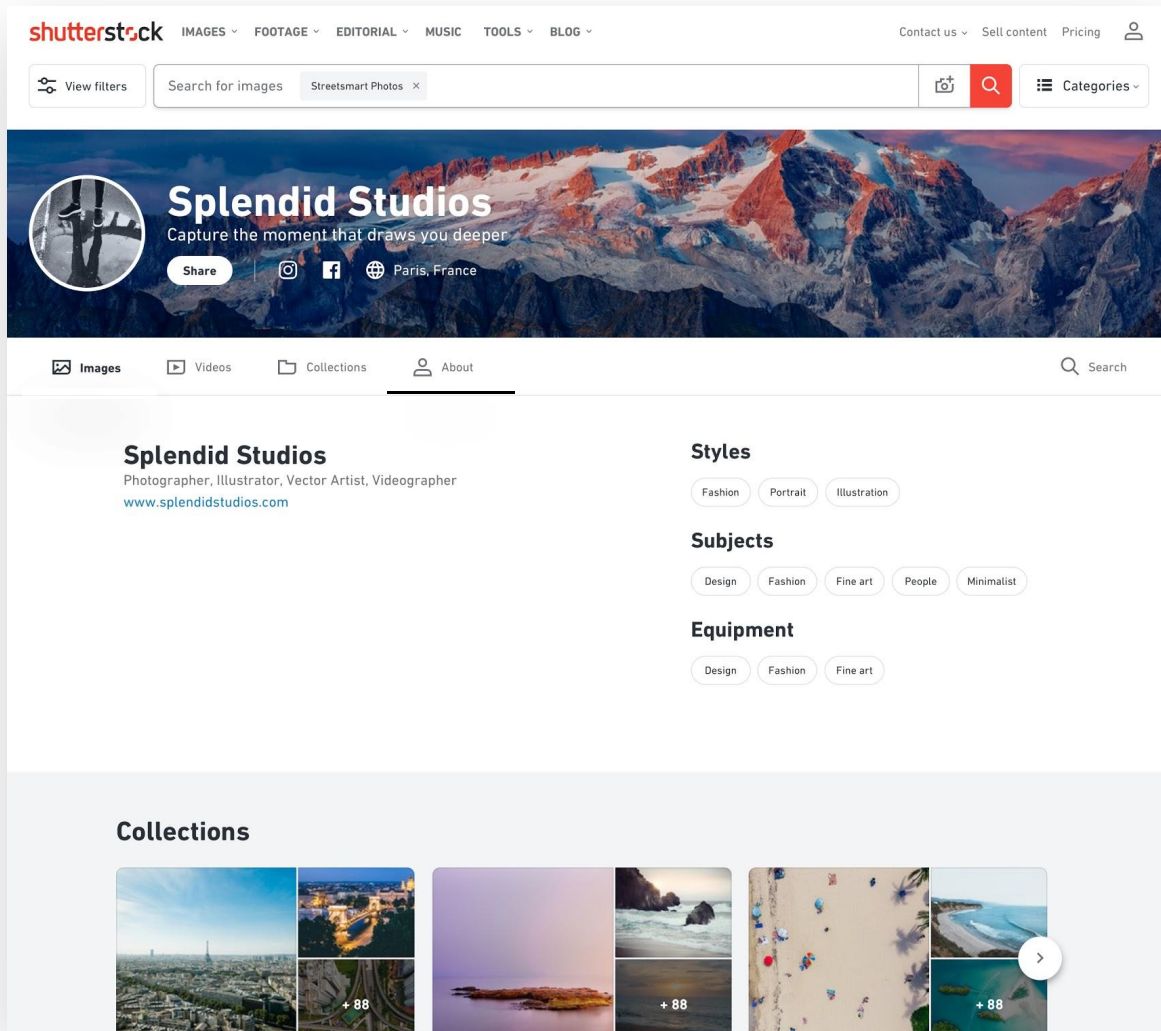 shutterstock IMAGES FOOTAGE EDITORIAL MUSIC TOOLS BLOG Contact us Sell content Pricing
View filters Search for images Streetsmart Photos × Categories
Splendid Studios
Capture the moment that draws you deeper
Share Paris, France
Images Videos Collections About Search
Splendid Studios
Photographer, Illustrator, Vector Artist, Videographer
www.splendidstudios.com
Styles
Fashion Portrait Illustration
Subjects
Design Fashion Fine art People Minimalist
Equipment
Design Fashion Fine art
Collections
+ 88 + 88 + 88